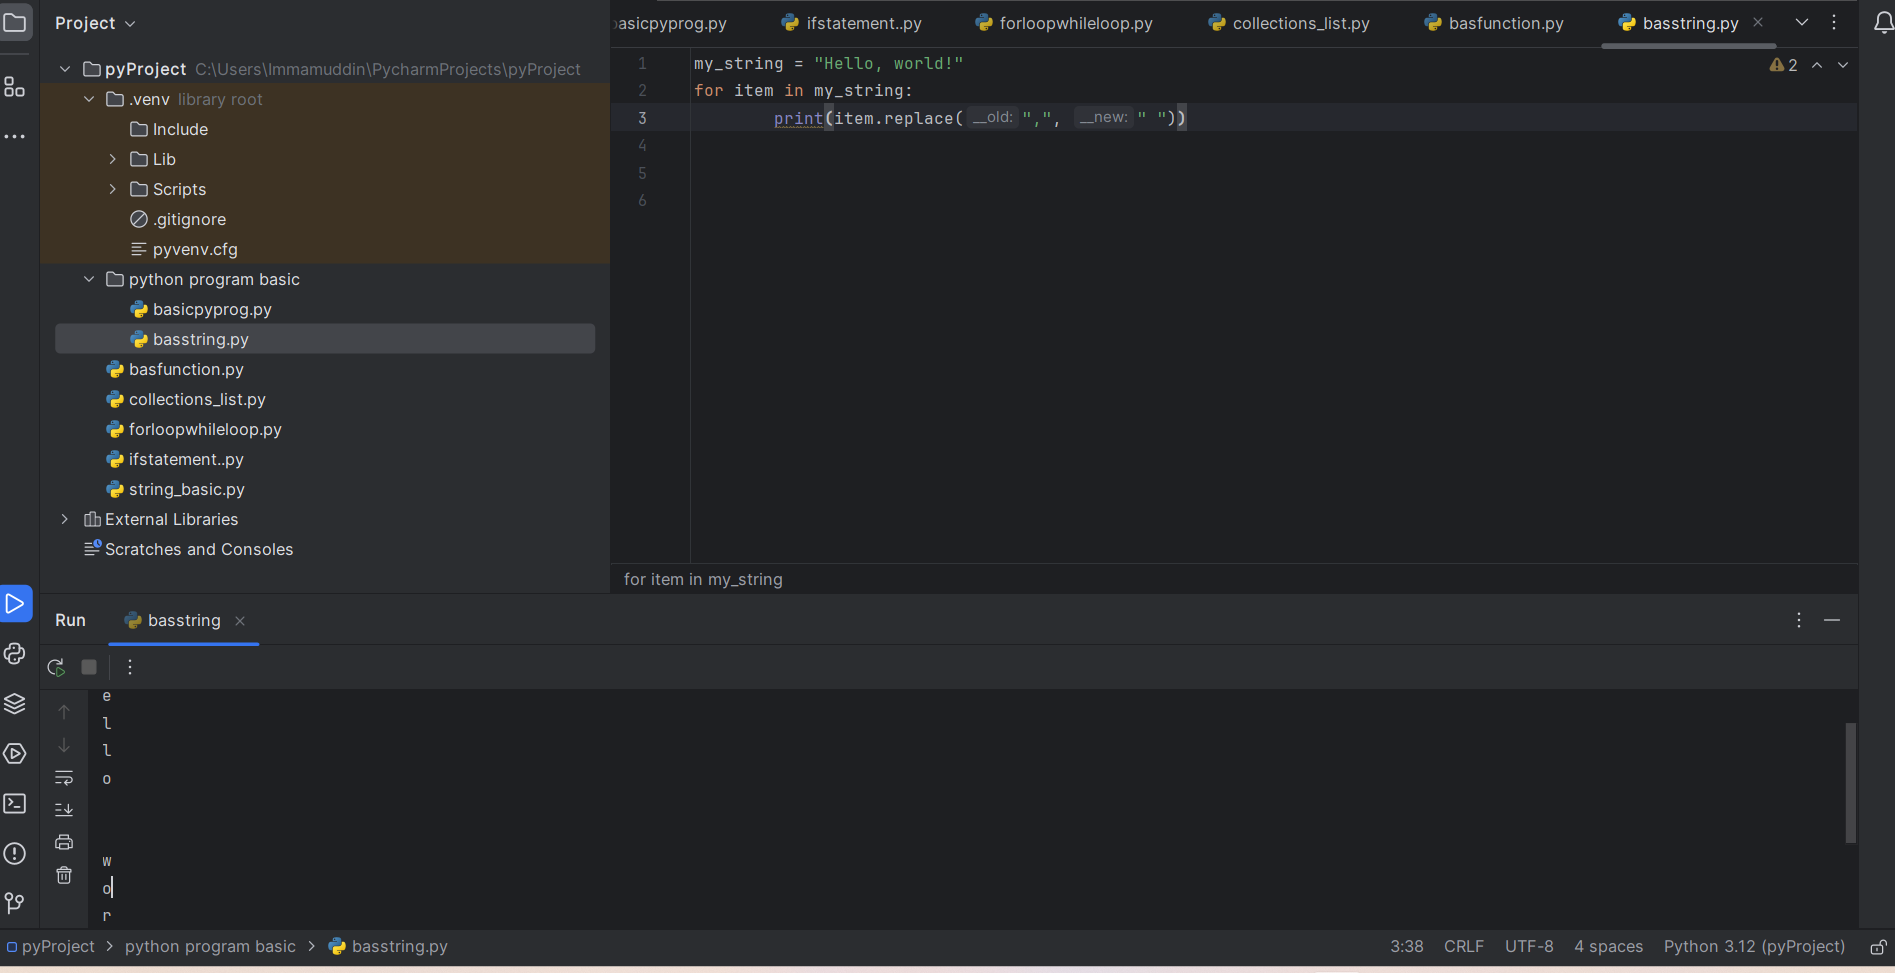 Project
asicpyprog.py ifstatement..py forloopwhileloop.py collections_list.py basfunction.py basstring.py
pyProject C:\Users\Immamuddin\PycharmProjects\pyProject
.venv library root
Include
Lib
Scripts
.gitignore
pyvenv.cfg
python program basic
basicpyprog.py
basstring.py
basfunction.py
collections_list.py
forloopwhileloop.py
ifstatement..py
string_basic.py
External Libraries
Scratches and Consoles
1 my_string = "Hello, world!"
2 for item in my_string:
3 print(item.replace( __old: ",", __new: " "))
4
5
6
2
for item in my_string
Run basstring
e
l
l
o
w
o
r
pyProject > python program basic > basstring.py 3:38 CRLF UTF-8 4 spaces Python 3.12 (pyProject)